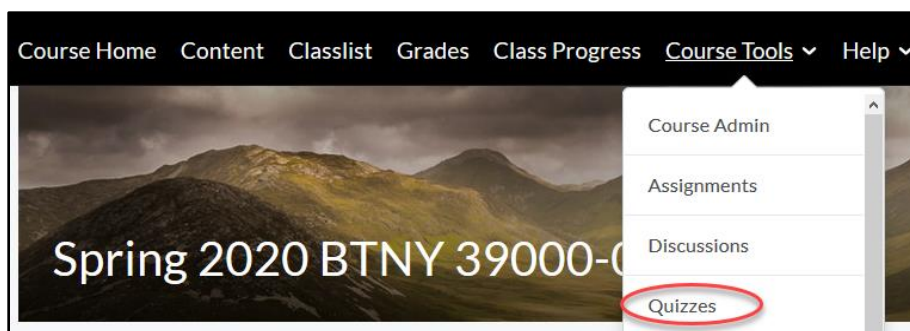 Course Home Content Classlist Grades Class Progress Course Tools Help
Course Admin
Assignments
Discussions
Spring 2020 BTNY 39000-
Quizzes